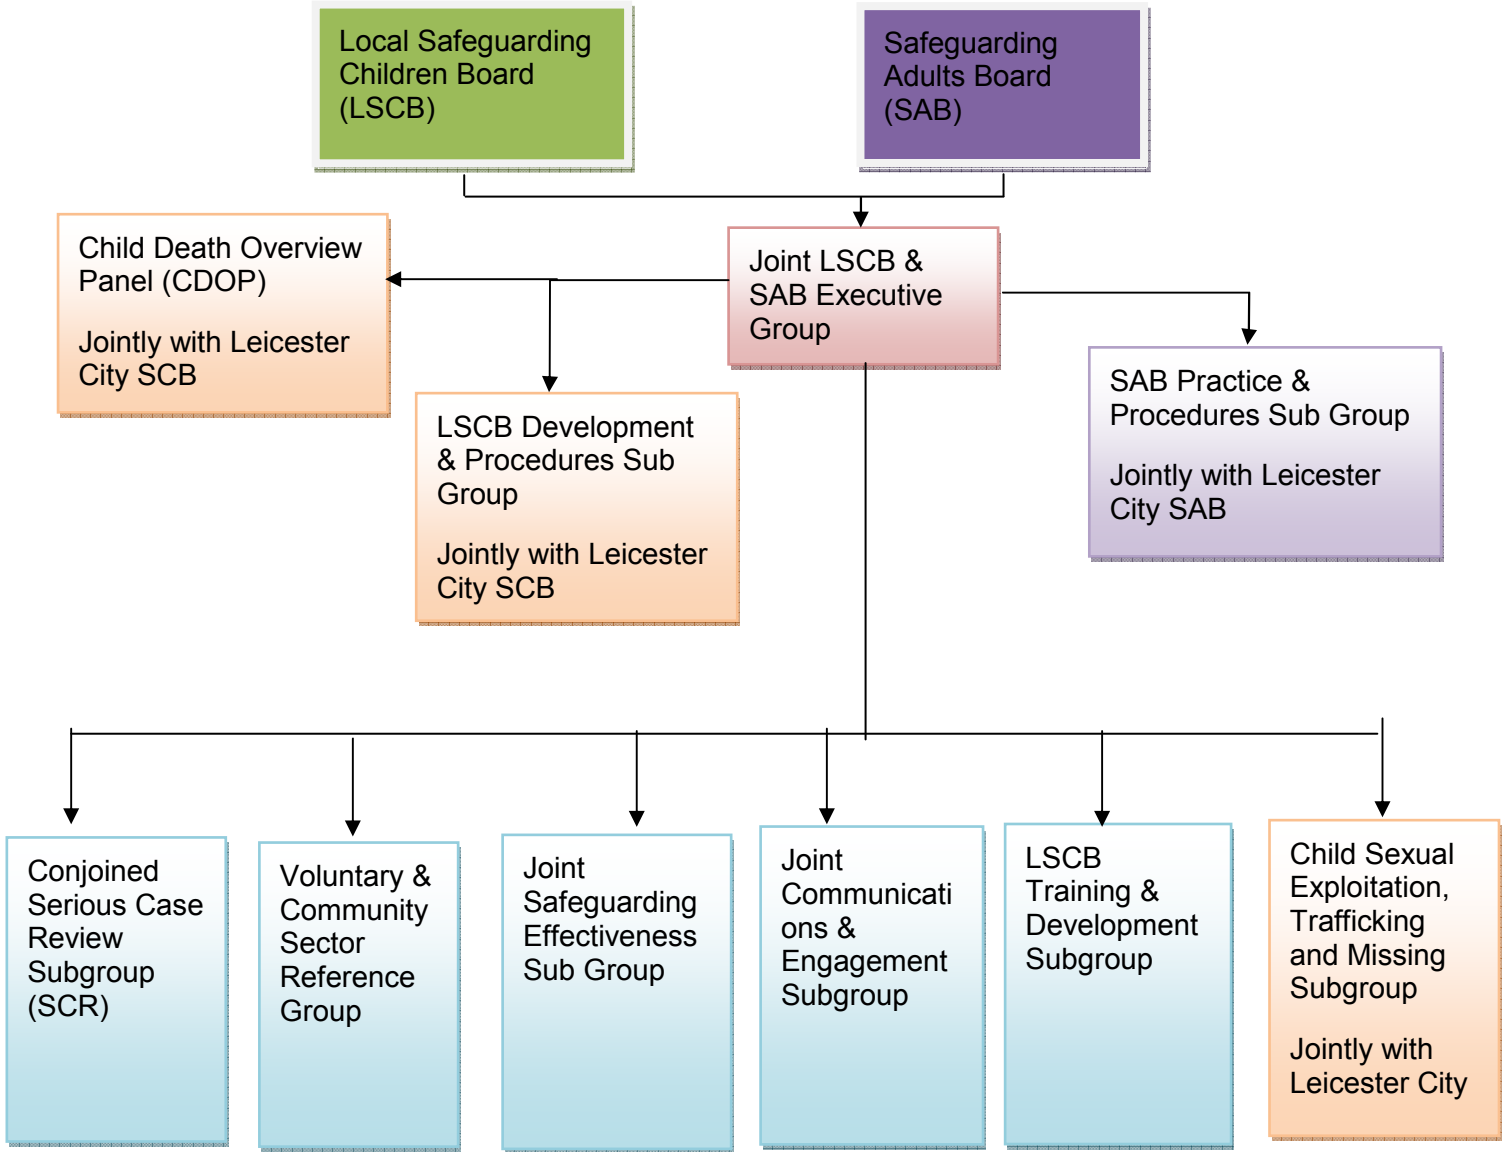 Local Safeguarding
Children Board
(LSCB)
Safeguarding
Adults Board
(SAB)
Child Death Overview
Panel (CDOP)
Jointly with Leicester
City SCB
Joint LSCB &
SAB Executive
Group
LSCB Development
& Procedures Sub
Group
Jointly with Leicester
City SCB
SAB Practice &
Procedures Sub Group
Jointly with Leicester
City SAB
Conjoined
Serious Case
Review
Subgroup
(SCR)
Voluntary &
Community
Sector
Reference
Group
Joint
Safeguarding
Effectiveness
Sub Group
Joint
Communicati
ons &
Engagement
Subgroup
LSCB
Training &
Development
Subgroup
Child Sexual
Exploitation,
Trafficking
and Missing
Subgroup
Jointly with
Leicester City